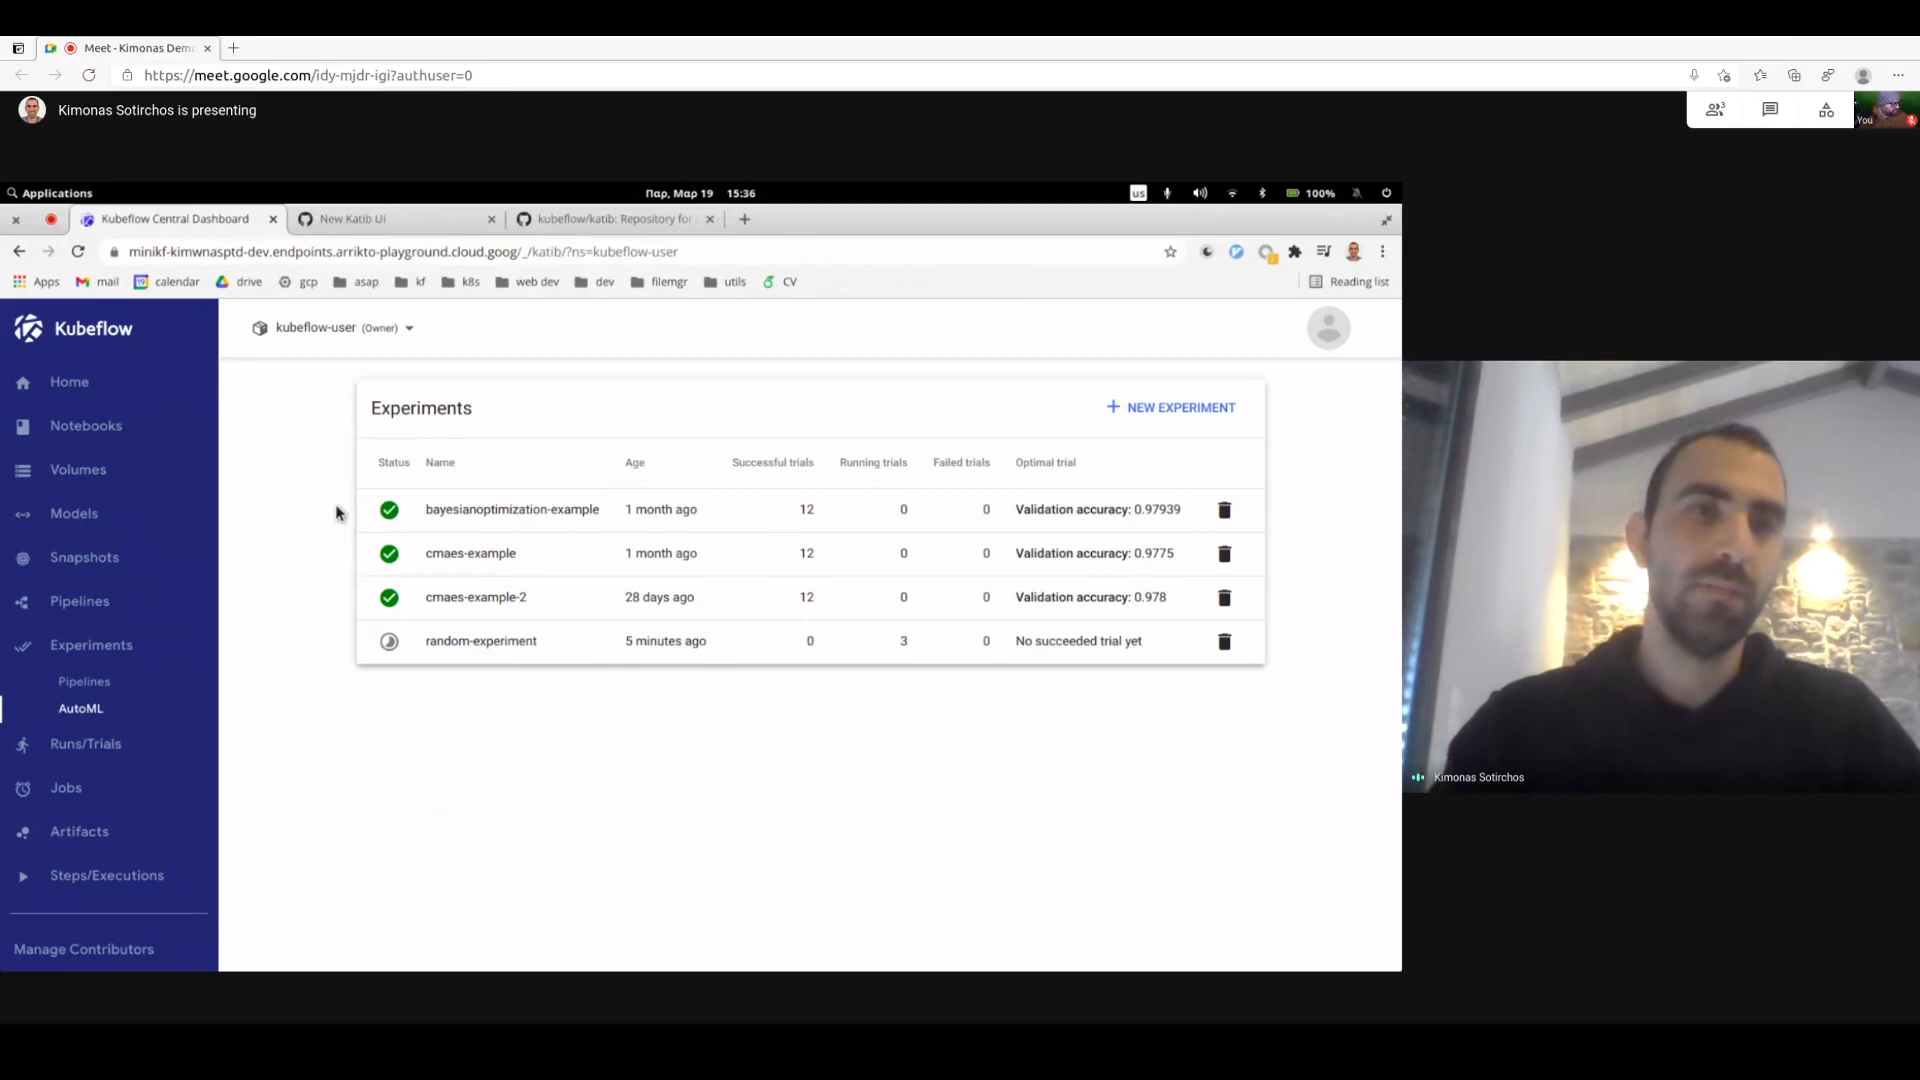 Meet - Kimonas Demo
https://meet.google.com/idy-mjdr-igi?authuser=0
Kimonas Sotirchos is presenting
3
You
Applications
Παρ, Μαρ 19 15:36
us
100%
Kubeflow Central Dashboard
New Katib UI
kubeflow/katib: Repository for
minikf-kimwnasptd-dev.endpoints.arrikto-playground.cloud.goog/_/katib/?ns=kubeflow-user
Apps mail calendar drive gcp asap kf k8s web dev dev filemgr utils CV Reading list
Kubeflow
kubeflow-user (Owner)
Home
Notebooks
Volumes
Models
Snapshots
Pipelines
Experiments
Pipelines
AutoML
Runs/Trials
Jobs
Artifacts
Steps/Executions
Manage Contributors
Experiments
NEW EXPERIMENT
Status Name Age Successful trials Running trials Failed trials Optimal trial
bayesianoptimization-example 1 month ago 12 0 0 Validation accuracy: 0.97939
cmaes-example 1 month ago 12 0 0 Validation accuracy: 0.9775
cmaes-example-2 28 days ago 12 0 0 Validation accuracy: 0.978
random-experiment 5 minutes ago 0 3 0 No succeeded trial yet
Kimonas Sotirchos